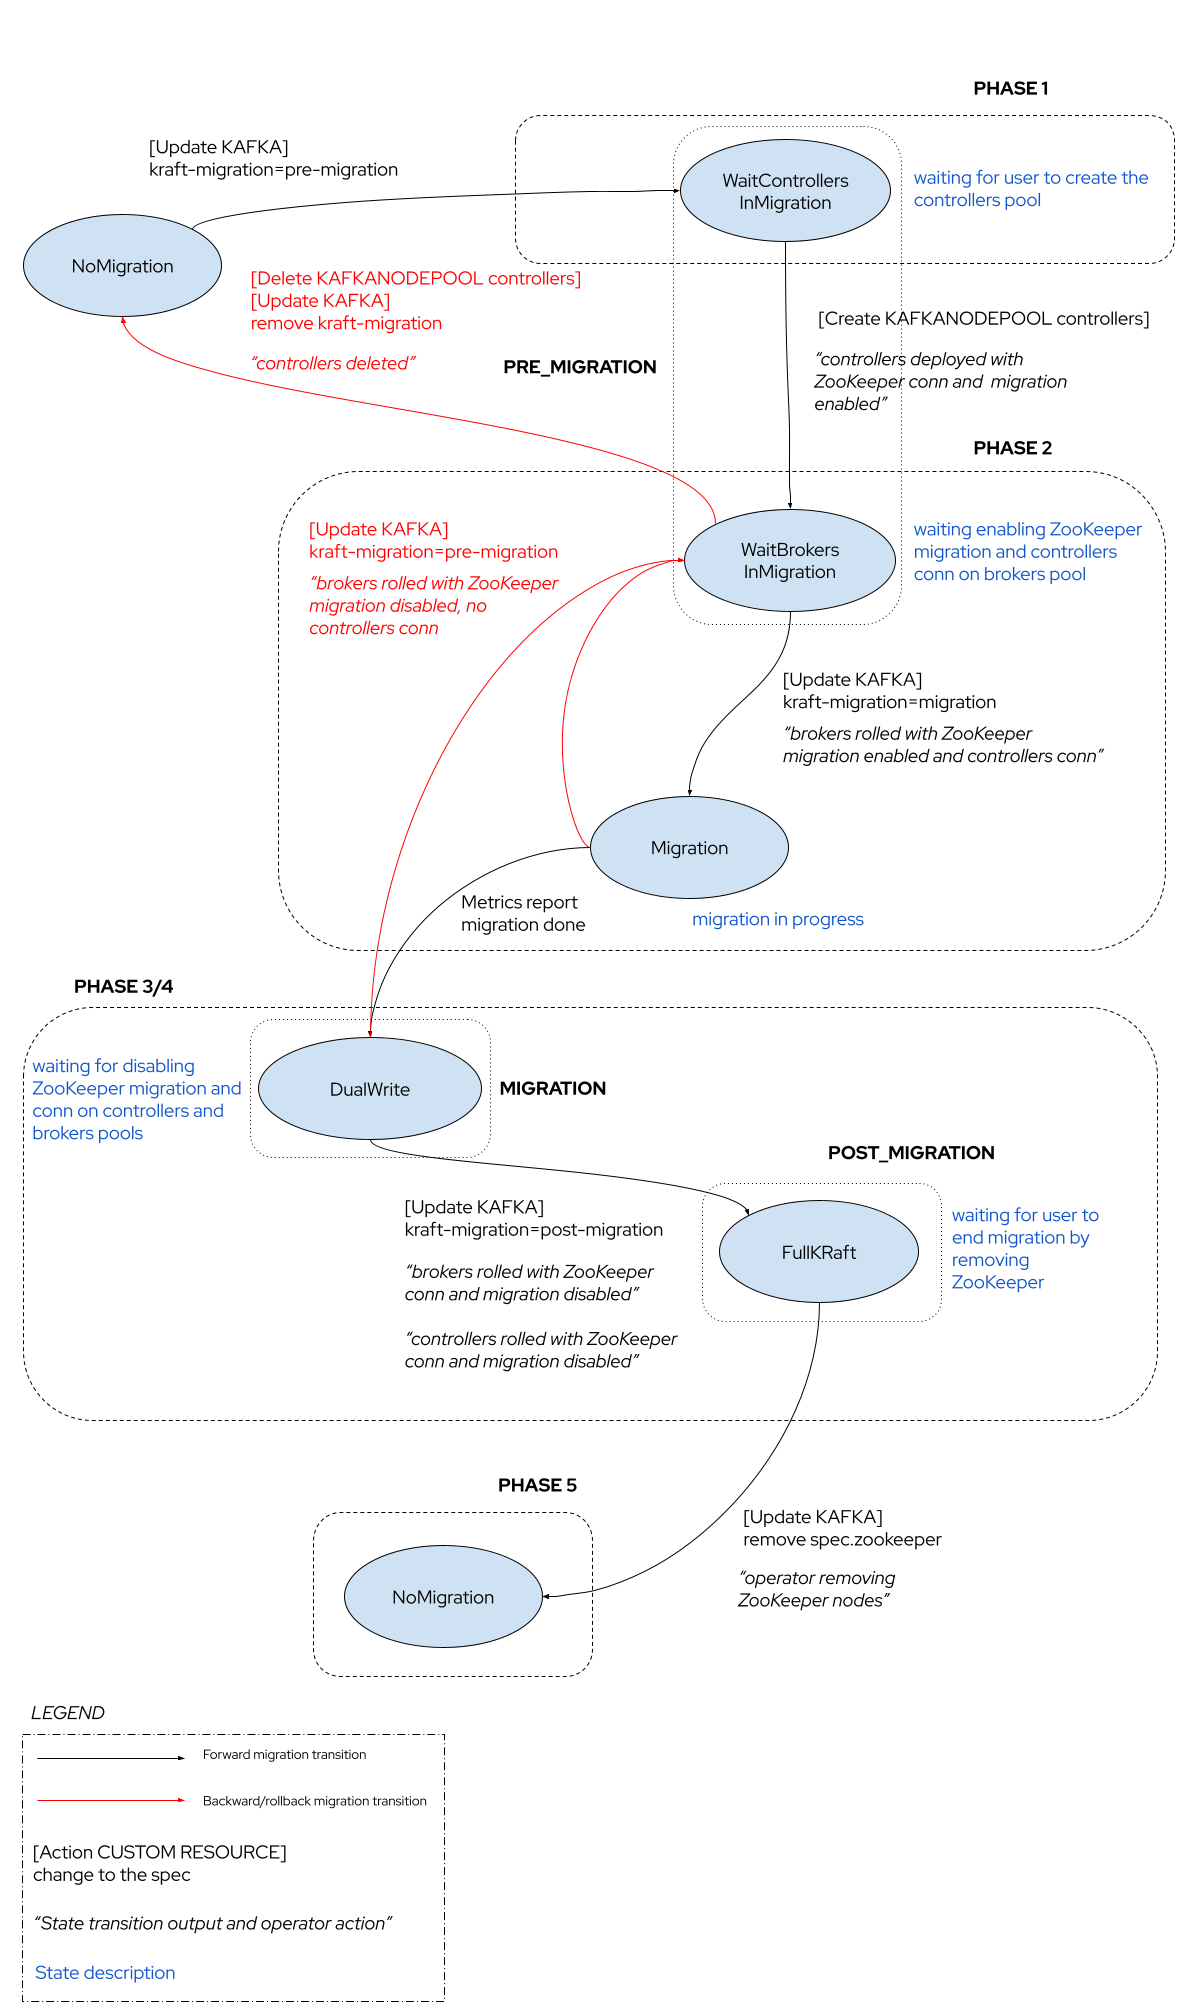 PHASE 1
[Update KAFKA]
kraft-migration=pre-migration
WaitControllers
InMigration
waiting for user to create the
controllers pool
NoMigration
[Delete KAFKANODEPOOL controllers]
[Update KAFKA]
remove kraft-migration
“controllers deleted”
[Create KAFKANODEPOOL controllers]
“controllers deployed with
ZooKeeper conn and  migration
enabled”
PRE_MIGRATION
PHASE 2
[Update KAFKA]
kraft-migration=pre-migration
“brokers rolled with ZooKeeper
migration disabled, no
controllers conn
WaitBrokers
InMigration
waiting enabling ZooKeeper
migration and controllers
conn on brokers pool
[Update KAFKA]
kraft-migration=migration
“brokers rolled with ZooKeeper
migration enabled and controllers conn”
Migration
Metrics report
migration done
migration in progress
PHASE 3/4
waiting for disabling
ZooKeeper migration and
conn on controllers and
brokers pools
DualWrite
MIGRATION
POST_MIGRATION
[Update KAFKA]
kraft-migration=post-migration
“brokers rolled with ZooKeeper
conn and migration disabled”
“controllers rolled with ZooKeeper
conn and migration disabled”
FullKRaft
waiting for user to
end migration by
removing
ZooKeeper
PHASE 5
[Update KAFKA]
remove spec.zookeeper
“operator removing
ZooKeeper nodes”
NoMigration
LEGEND
Forward migration transition
Backward/rollback migration transition
[Action CUSTOM RESOURCE]
change to the spec
“State transition output and operator action”
State description